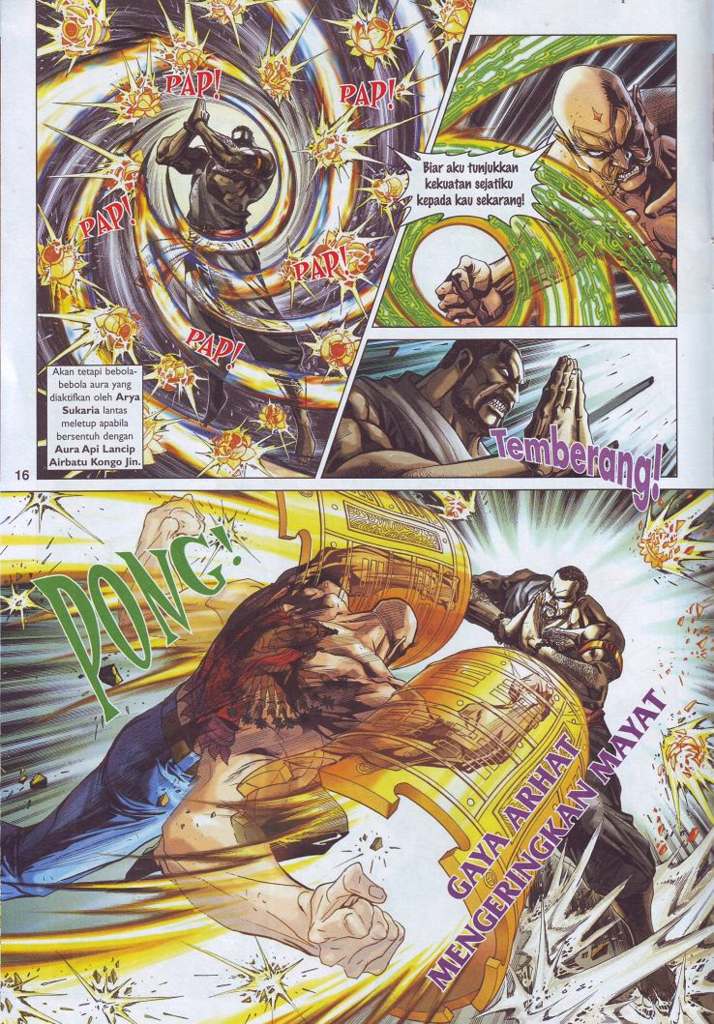 PAP!
PAP!
PAP!
PAP!
PAP!
Akan tetapi bebola-
bebola aura yang
diaktifkan oleh Arya
Sukaria lantas
meletup apabila
bersentuh dengan
Aura Api Lancip
Airbatu Kongo Jin.
Biar aku tunjukkan
kekuatan sejatiku
kepada kau sekarang!
Temberang!
16
PONG!
GAYA ARHAT
MENGERINGKAN MAYAT